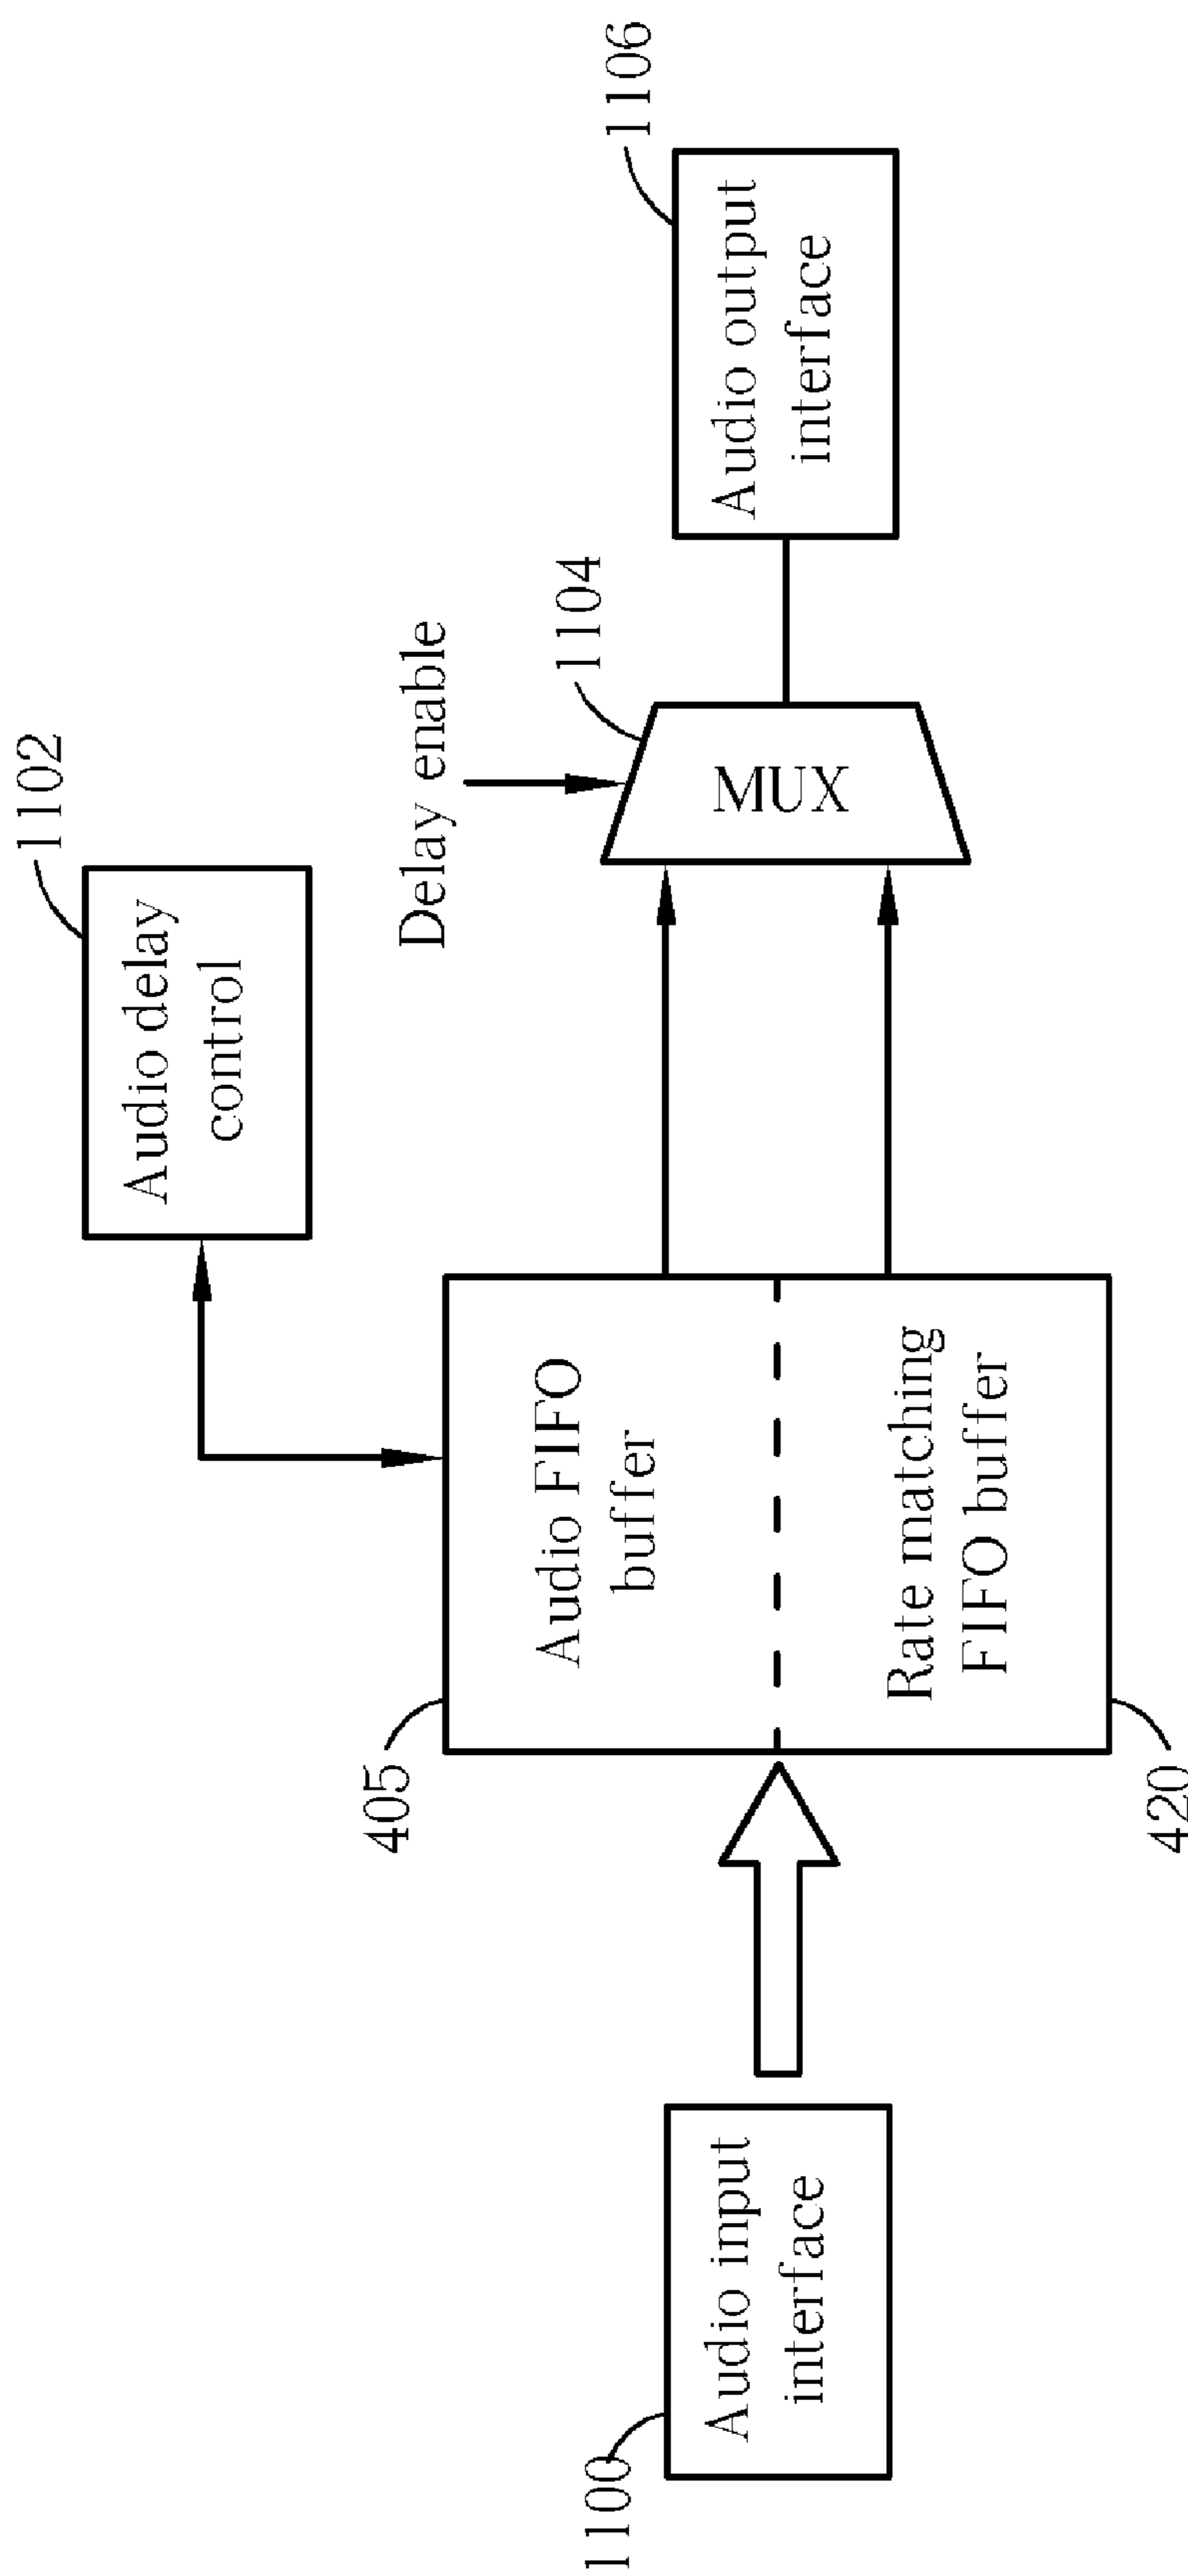 1100
Audio input
interface
405
Audio FIFO
buffer
Rate matching
FIFO buffer
420
1102
Audio delay
control
Delay enable
1104
MUX
1106
Audio output
interface